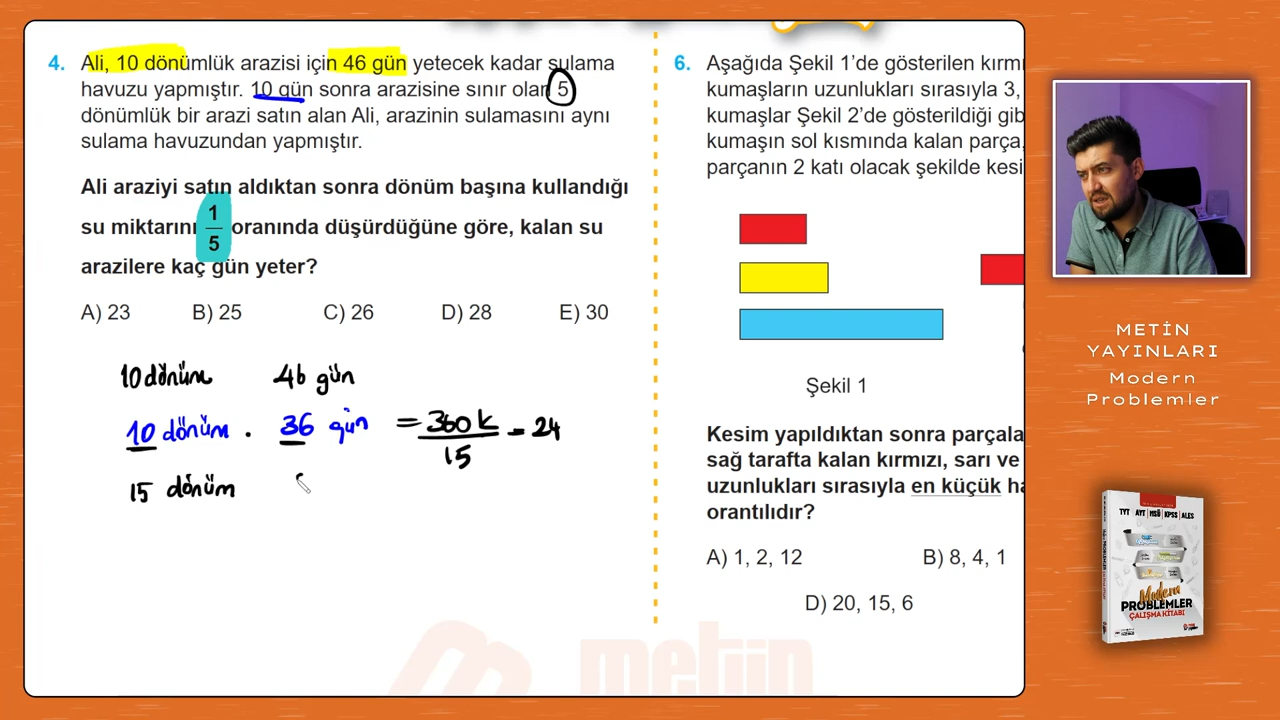 4. Ali, 10 dönümlük arazisi için 46 gün yetecek kadar sulama
havuzu yapmıştır. 10 gün sonra arazisine sınır olan 5
dönümlük bir arazi satın alan Ali, arazinin sulamasını aynı
sulama havuzundan yapmıştır.
Ali araziyi satın aldıktan sonra dönüm başına kullandığı
su miktarını 1/5 oranında düşürdüğüne göre, kalan su
arazilere kaç gün yeter?
A) 23 B) 25 C) 26 D) 28 E) 30
10 dönüm 46 gün
10 dönüm . 36 gün = 360 k / 15 = 24
15 dönüm
6. Aşağıda Şekil 1'de gösterilen kırmı
kumaşların uzunlukları sırasıyla 3,
kumaşlar Şekil 2'de gösterildiği gib
kumaşın sol kısmında kalan parça,
parçanın 2 katı olacak şekilde kesi
Şekil 1
Kesim yapıldıktan sonra parçala
sağ tarafta kalan kırmızı, sarı ve
uzunlukları sırasıyla en küçük ha
orantılıdır?
A) 1, 2, 12 B) 8, 4, 1
D) 20, 15, 6
metin
METİN
YAYINLARI
Modern
Problemler
TYT AYT MSÜ KPSS ALES
Modern
PROBLEMLER
ÇALIŞMA KİTABI